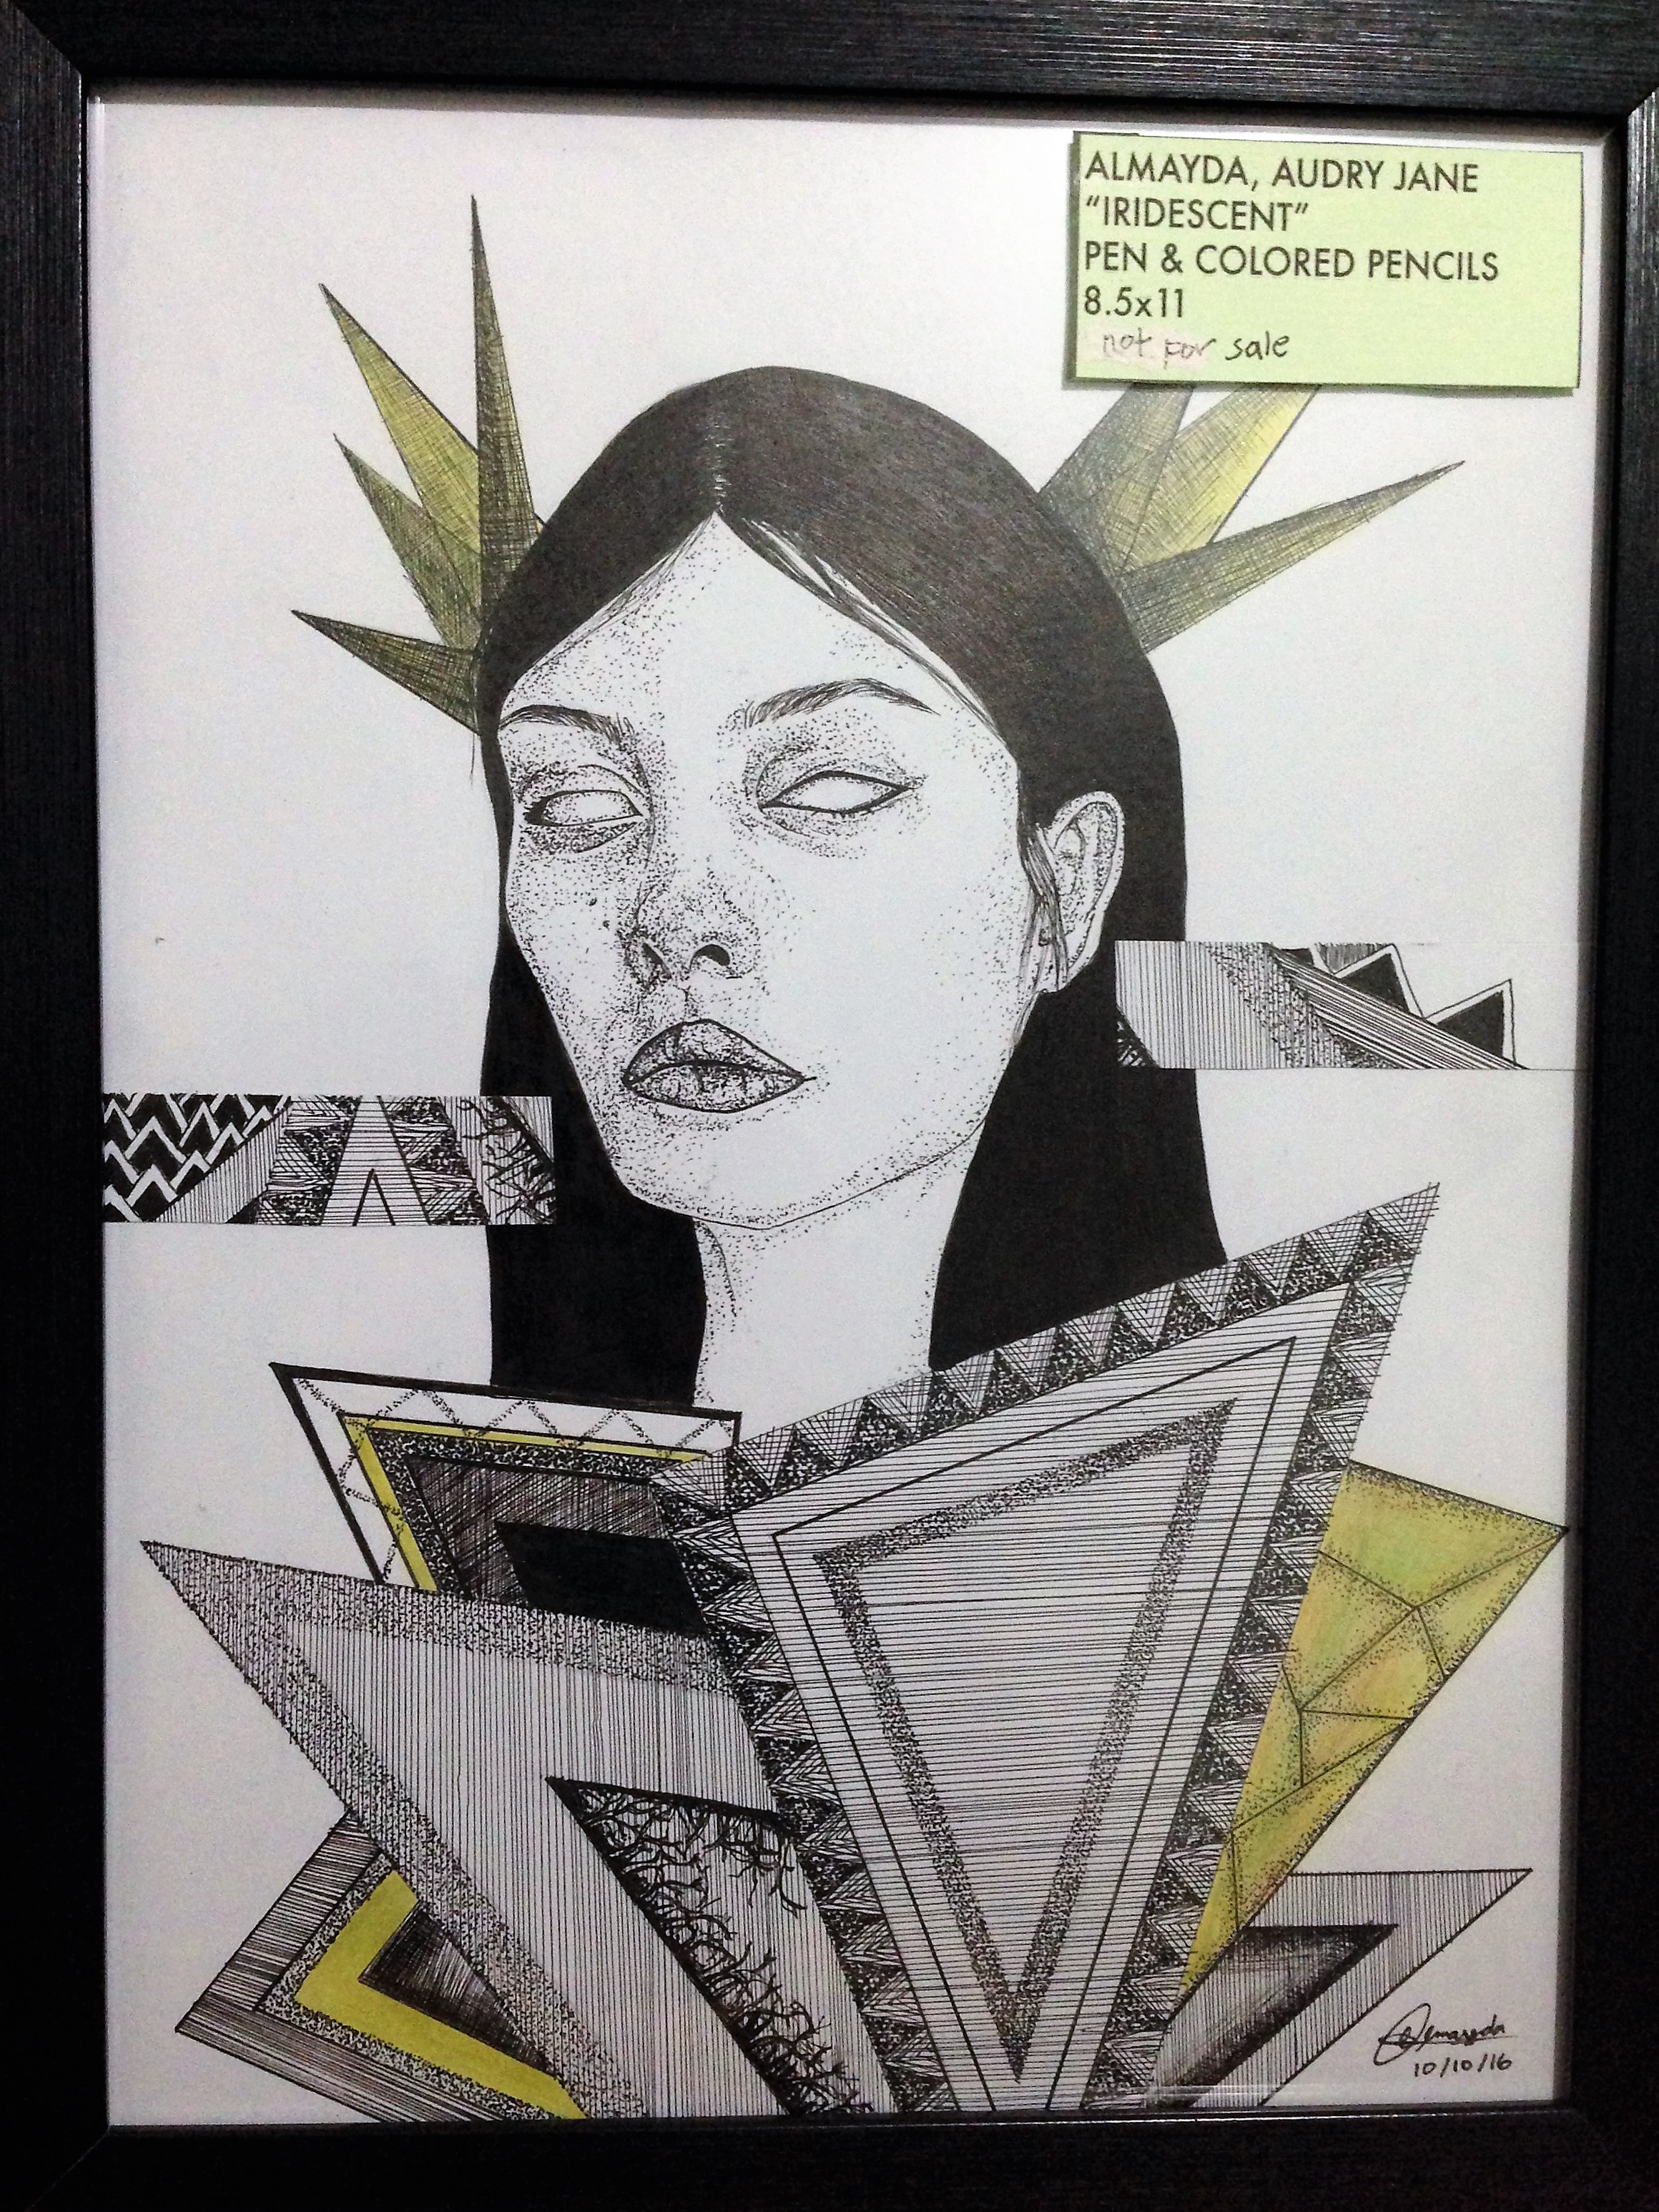 ALMAYDA, AUDRY JANE
“IRIDESCENT”
PEN & COLORED PENCILS
8.5x11
not for sale
10/10/16